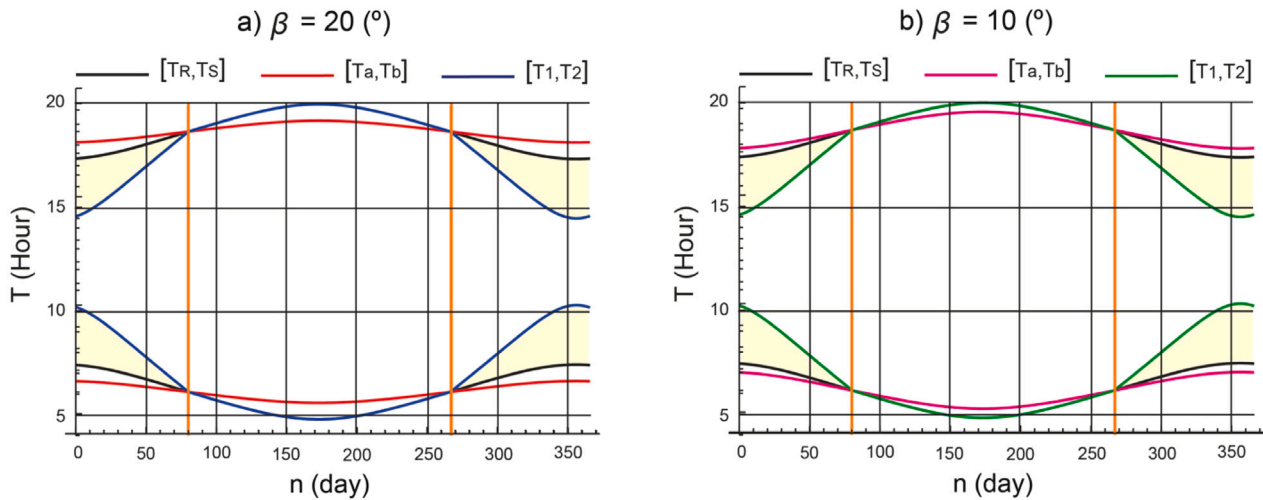 a) β = 20 (º)
[TR,TS] [Ta,Tb] [T1,T2]
20
15
10
5
T (Hour)
0 50 100 150 200 250 300 350
n (day)
b) β = 10 (º)
[TR,TS] [Ta,Tb] [T1,T2]
20
15
10
5
T (Hour)
0 50 100 150 200 250 300 350
n (day)